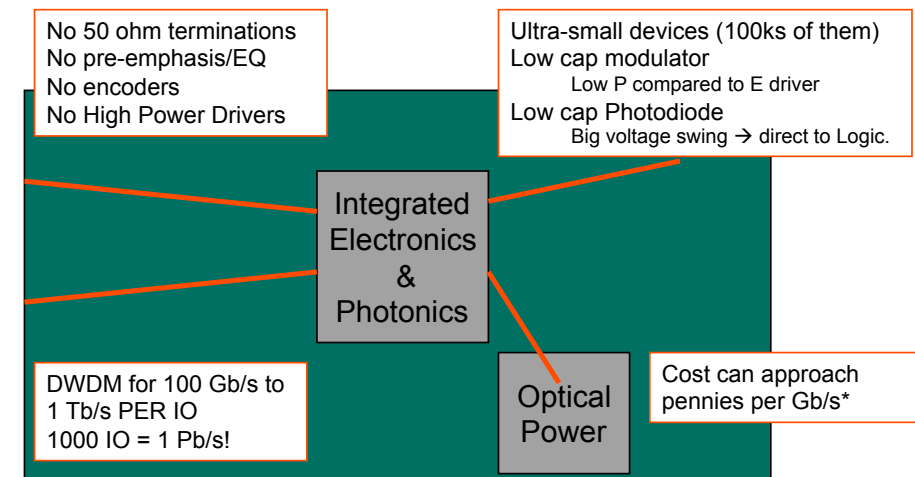 No 50 ohm terminations
No pre-emphasis/EQ
No encoders
No High Power Drivers
Ultra-small devices (100ks of them)
Low cap modulator
Low P compared to E driver
Low cap Photodiode
Big voltage swing → direct to Logic.
Integrated
Electronics
&
Photonics
DWDM for 100 Gb/s to
1 Tb/s PER IO
1000 IO = 1 Pb/s!
Optical
Power
Cost can approach
pennies per Gb/s*